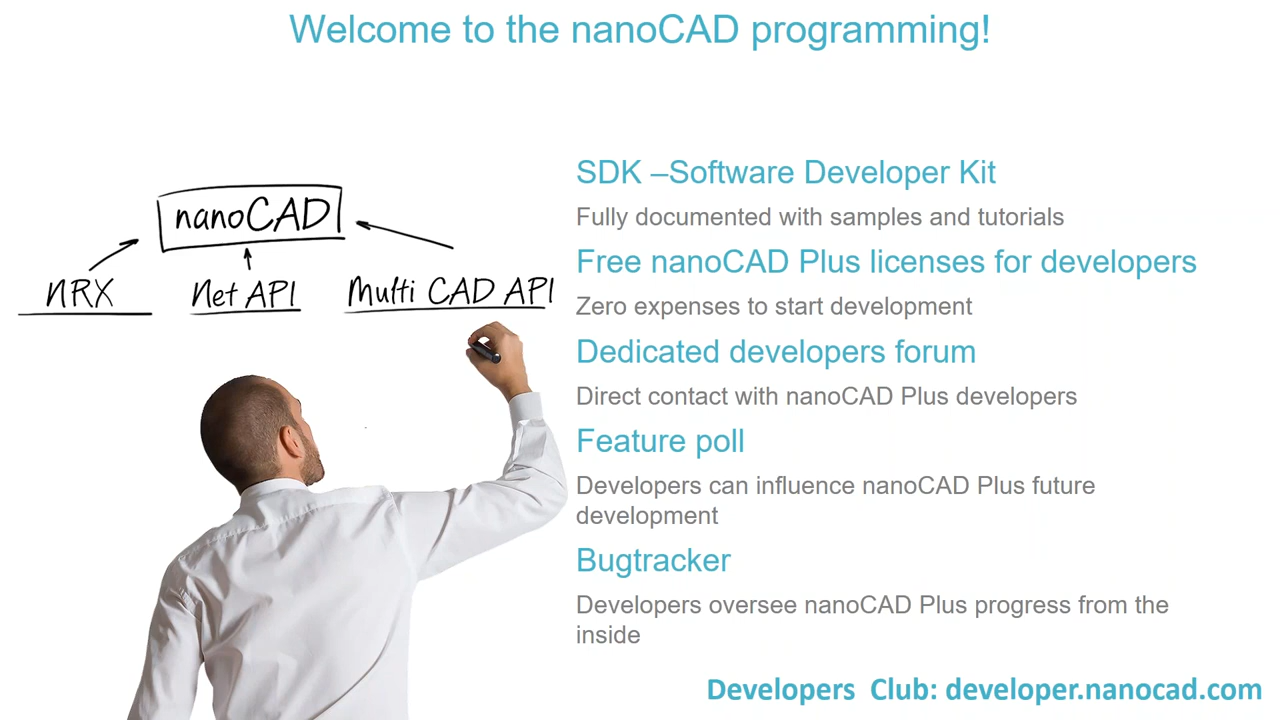 Welcome to the nanoCAD programming!
nanoCAD
NRX
Net API
Multi CAD API
SDK –Software Developer Kit
Fully documented with samples and tutorials
Free nanoCAD Plus licenses for developers
Zero expenses to start development
Dedicated developers forum
Direct contact with nanoCAD Plus developers
Feature poll
Developers can influence nanoCAD Plus future
development
Bugtracker
Developers oversee nanoCAD Plus progress from the
inside
Developers Club: developer.nanocad.com